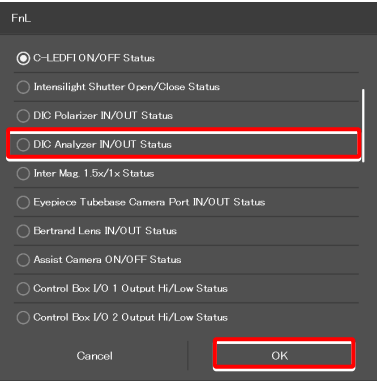 FnL
C-LEDFI ON/OFF Status
Intensilight Shutter Open/Close Status
DIC Polarizer IN/OUT Status
DIC Analyzer IN/OUT Status
Inter Mag. 1.5x/1x Status
Eyepiece Tubebase Camera Port IN/OUT Status
Bertrand Lens IN/OUT Status
Assist Camera ON/OFF Status
Control Box I/O 1 Output Hi/Low Status
Control Box I/O 2 Output Hi/Low Status
Cancel
OK